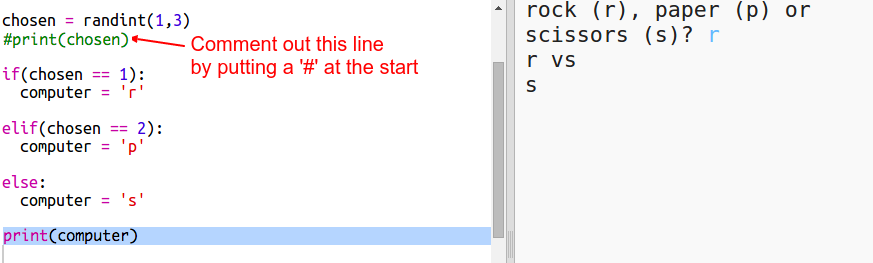 chosen = randint(1,3)
#print(chosen)
Comment out this line
by putting a '#' at the start
if(chosen == 1):
  computer = 'r'
elif(chosen == 2):
  computer = 'p'
else:
  computer = 's'
print(computer)
rock (r), paper (p) or
scissors (s)? r
r vs
s